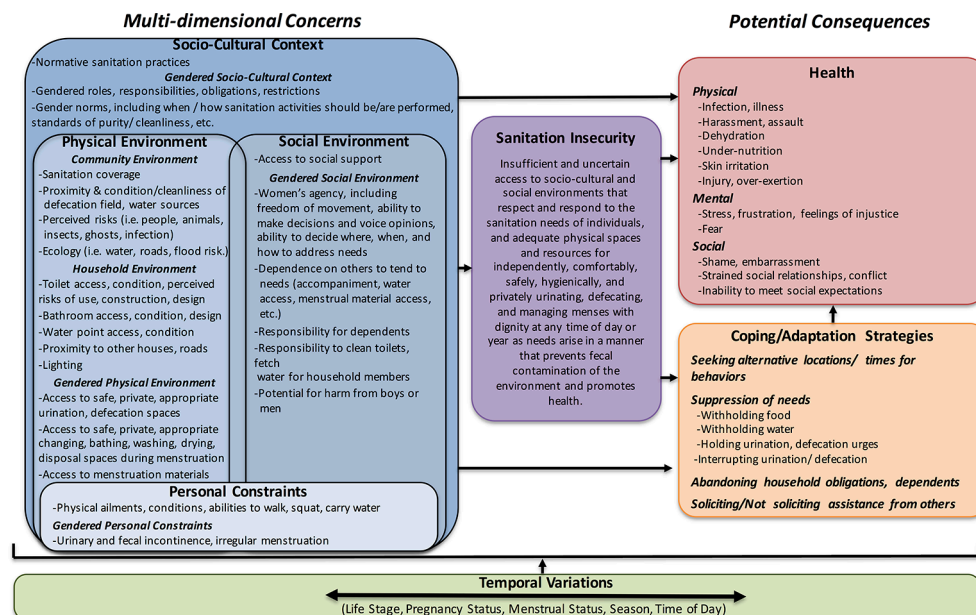 Multi-dimensional Concerns
Potential Consequences
Socio-Cultural Context
-Normative sanitation practices
Gendered Socio-Cultural Context
-Gendered roles, responsibilities, obligations, restrictions
-Gender norms, including when / how sanitation activities should be/are performed,
standards of purity/ cleanliness, etc.
Physical Environment
Community Environment
-Sanitation coverage
-Proximity & condition/cleanliness of
defecation field, water sources
-Perceived risks (i.e. people, animals,
insects, ghosts, infection)
-Ecology (i.e. water, roads, flood risk.)
Household Environment
-Toilet access, condition, perceived
risks of use, construction, design
-Bathroom access, condition, design
-Water point access, condition
-Proximity to other houses, roads
-Lighting
Gendered Physical Environment
-Access to safe, private, appropriate
urination, defecation spaces
-Access to safe, private, appropriate
changing, bathing, washing, drying,
disposal spaces during menstruation
-Access to menstruation materials
Social Environment
-Access to social support
Gendered Social Environment
-Women's agency, including
freedom of movement, ability to
make decisions and voice opinions,
ability to decide where, when, and
how to address needs
-Dependence on others to tend to
needs (accompaniment, water
access, menstrual material access,
etc.)
-Responsibility for dependents
-Responsibility to clean toilets,
fetch
water for household members
-Potential for harm from boys or
men
Personal Constraints
-Physical ailments, conditions, abilities to walk, squat, carry water
Gendered Personal Constraints
-Urinary and fecal incontinence, irregular menstruation
Sanitation Insecurity
Insufficient and uncertain
access to socio-cultural and
social environments that
respect and respond to the
sanitation needs of individuals,
and adequate physical spaces
and resources for
independently, comfortably,
safely, hygienically, and
privately urinating, defecating,
and managing menses with
dignity at any time of day or
year as needs arise in a manner
that prevents fecal
contamination of the
environment and promotes
health.
Health
Physical
-Infection, illness
-Harassment, assault
-Dehydration
-Under-nutrition
-Skin irritation
-Injury, over-exertion
Mental
-Stress, frustration, feelings of injustice
-Fear
Social
-Shame, embarrassment
-Strained social relationships, conflict
-Inability to meet social expectations
Coping/Adaptation Strategies
Seeking alternative locations/ times for
behaviors
Suppression of needs
-Withholding food
-Withholding water
-Holding urination, defecation urges
-Interrupting urination/ defecation
Abandoning household obligations, dependents
Soliciting/Not soliciting assistance from others
Temporal Variations
(Life Stage, Pregnancy Status, Menstrual Status, Season, Time of Day)